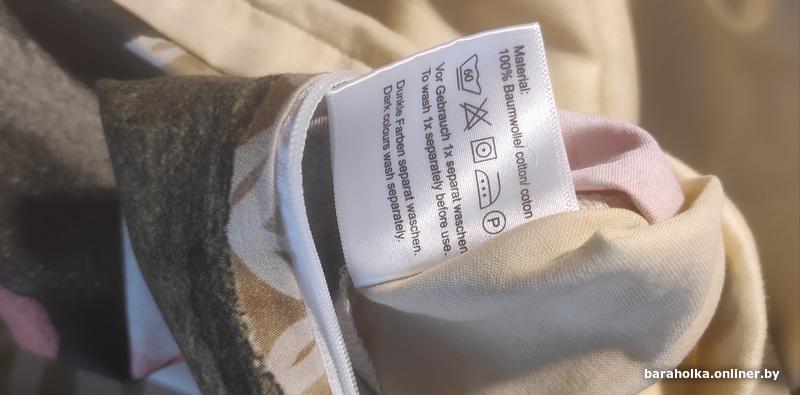 Material:
100% Baumwolle/ cotton/ coton
60
P
Vor Gebrauch 1x separat waschen
To wash 1x separately before use.
Dunkle Farben separat waschen.
Dark colours wash separately.
baraholka.onliner.by